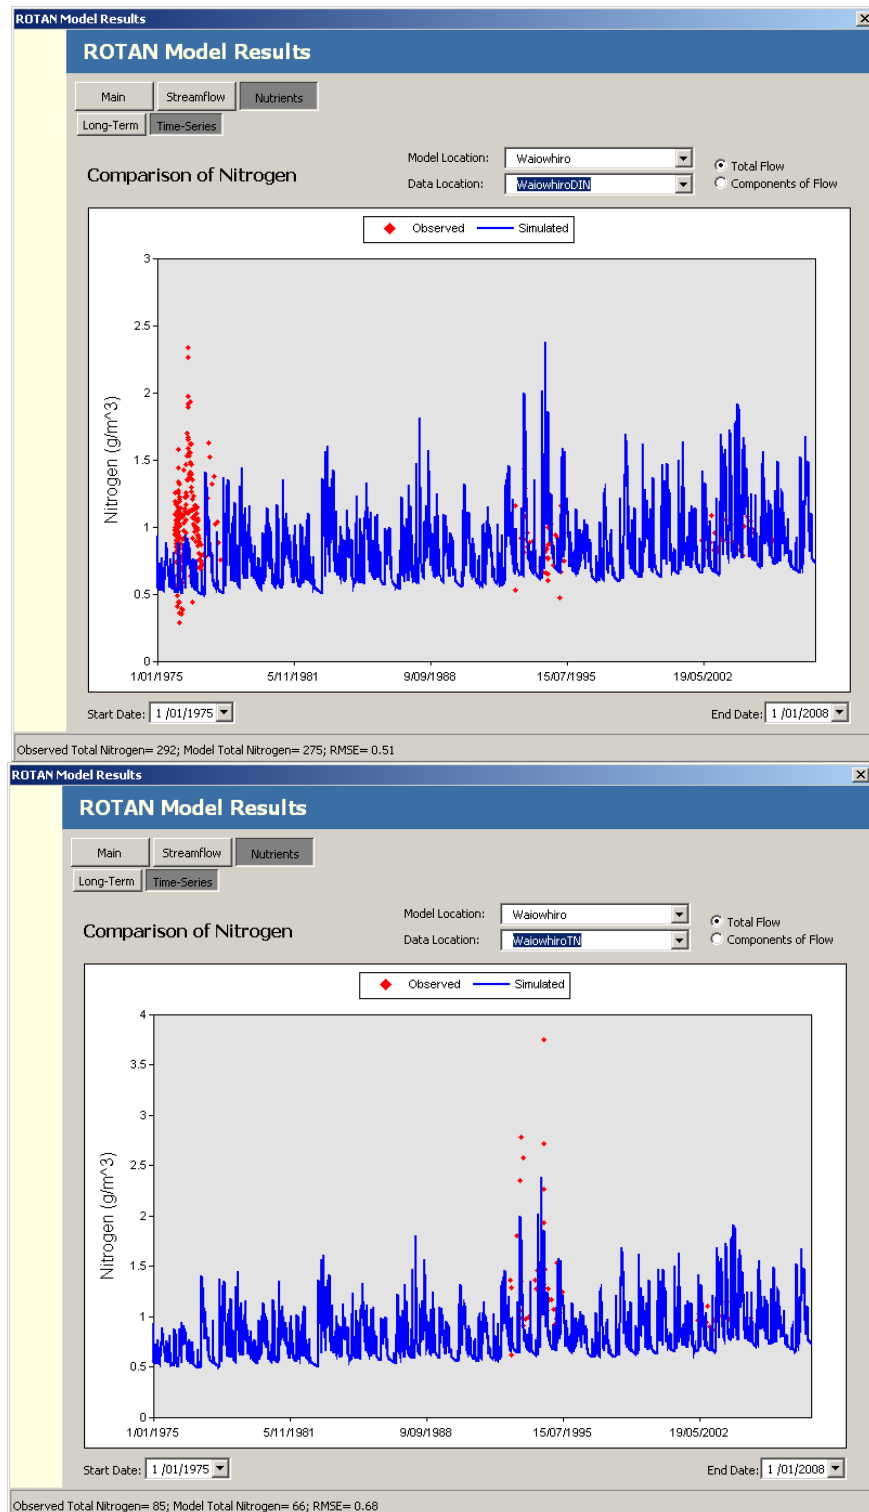 ROTAN Model Results
ROTAN Model Results
Main Streamflow Nutrients
Long-Term Time-Series
Model Location: Waiowhiro Total Flow
Comparison of Nitrogen
Data Location: WaiowhiroDIN Components of Flow
Observed Simulated
3
2.5
2
1.5
1
0.5
0
Nitrogen (g/m^3)
1/01/1975 5/11/1981 9/09/1988 15/07/1995 19/05/2002
Start Date: 1 /01/1975 End Date: 1 /01/2008
Observed Total Nitrogen= 292; Model Total Nitrogen= 275; RMSE= 0.51
ROTAN Model Results
ROTAN Model Results
Main Streamflow Nutrients
Long-Term Time-Series
Model Location: Waiowhiro Total Flow
Comparison of Nitrogen
Data Location: WaiowhiroTN Components of Flow
Observed Simulated
4
3.5
3
2.5
2
1.5
1
0.5
0
Nitrogen (g/m^3)
1/01/1975 5/11/1981 9/09/1988 15/07/1995 19/05/2002
Start Date: 1 /01/1975 End Date: 1 /01/2008
Observed Total Nitrogen= 85; Model Total Nitrogen= 66; RMSE= 0.68